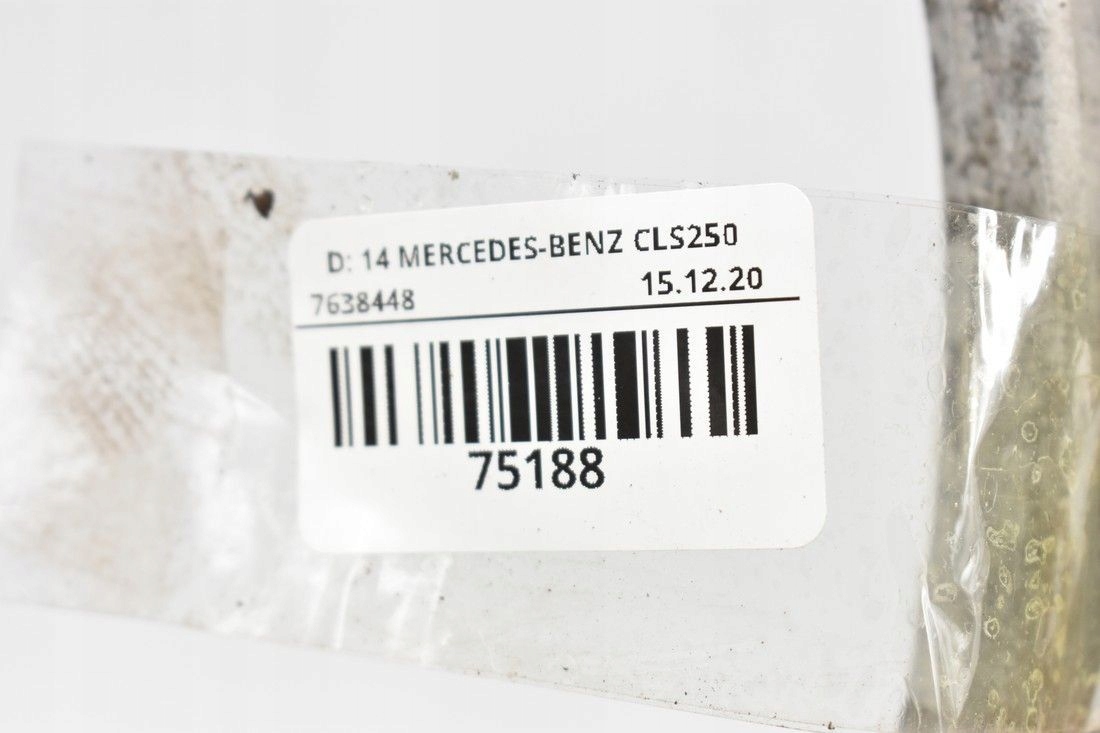 D: 14 MERCEDES-BENZ CLS250
7638448 15.12.20
75188